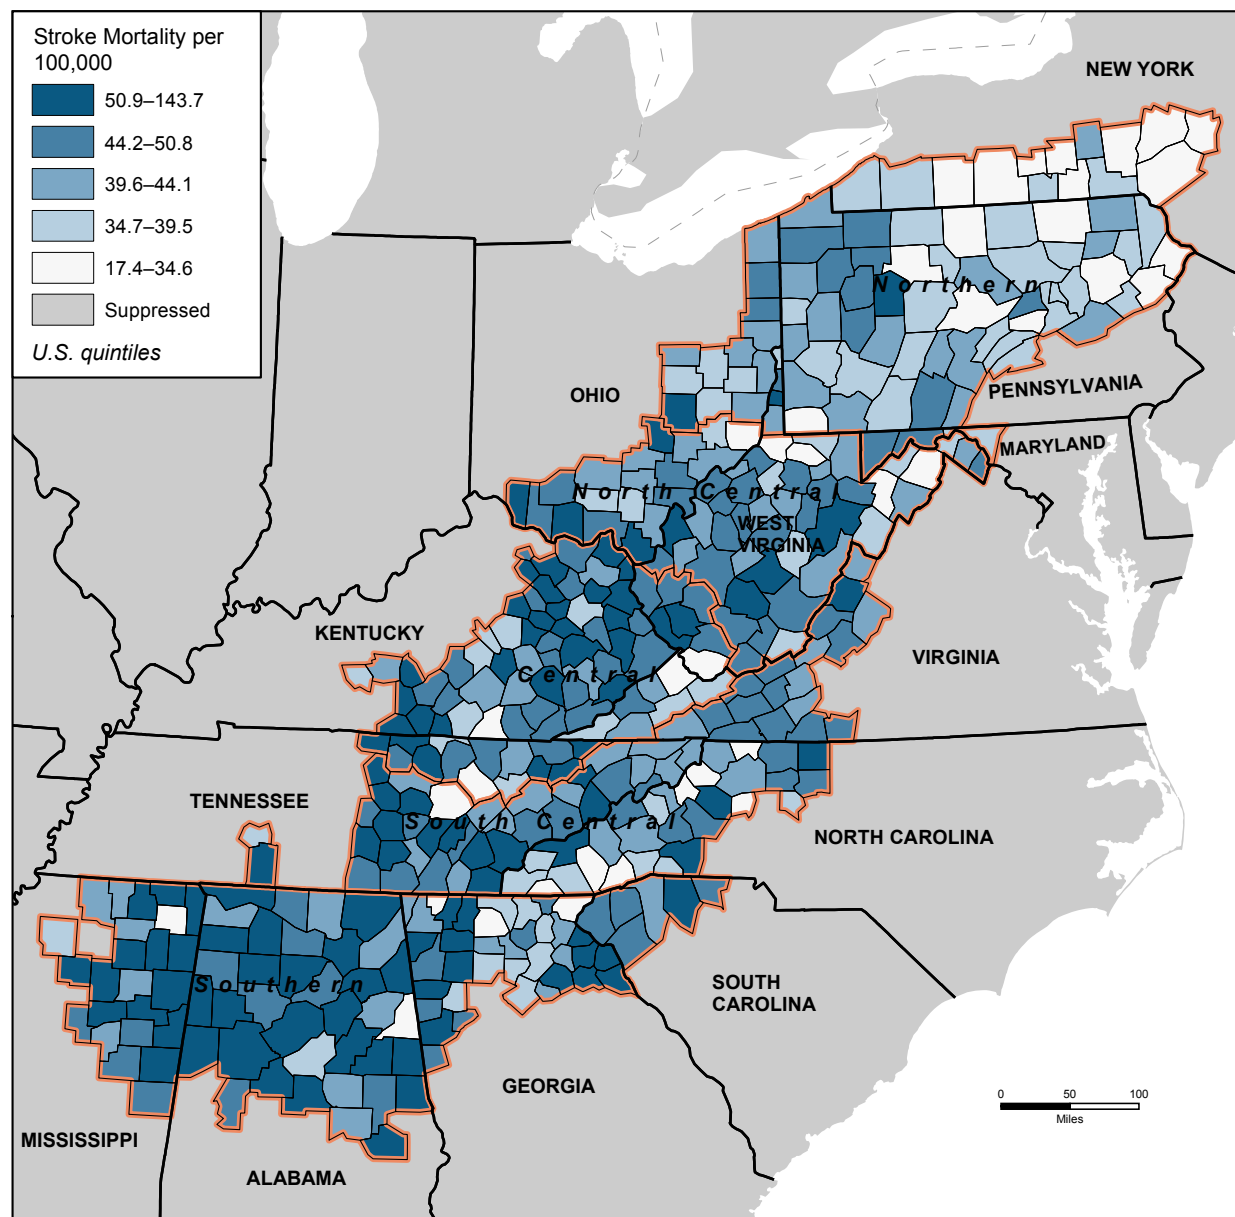 Stroke Mortality per
100,000
50.9–143.7
44.2–50.8
39.6–44.1
34.7–39.5
17.4–34.6
Suppressed
U.S. quintiles
NEW YORK
Northern
PENNSYLVANIA
OHIO
MARYLAND
North Central
WEST
VIRGINIA
KENTUCKY
VIRGINIA
Central
TENNESSEE
South Central
NORTH CAROLINA
Southern
SOUTH
CAROLINA
GEORGIA
0 50 100
Miles
MISSISSIPPI
ALABAMA